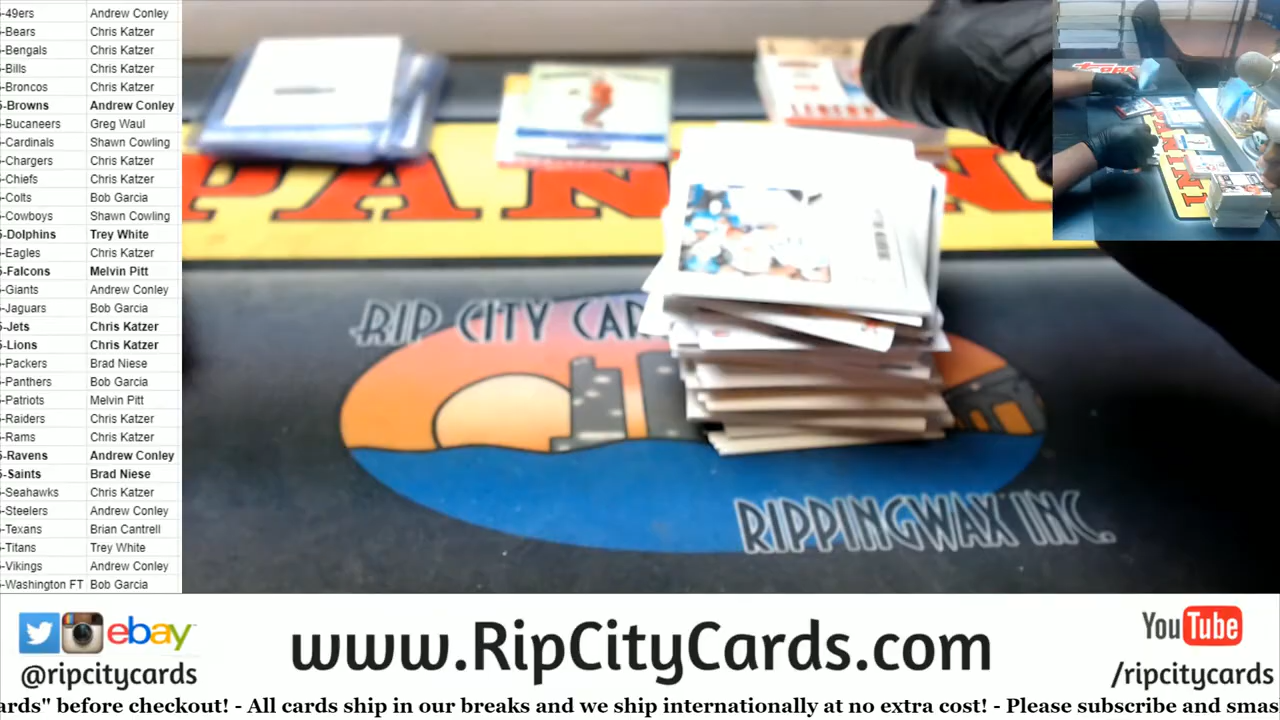 -49ers Andrew Conley
-Bears Chris Katzer
-Bengals Chris Katzer
-Bills Chris Katzer
-Broncos Chris Katzer
-Browns Andrew Conley
-Bucaneers Greg Waul
-Cardinals Shawn Cowling
-Chargers Chris Katzer
-Chiefs Chris Katzer
-Colts Bob Garcia
-Cowboys Shawn Cowling
-Dolphins Trey White
-Eagles Chris Katzer
-Falcons Melvin Pitt
-Giants Andrew Conley
-Jaguars Bob Garcia
-Jets Chris Katzer
-Lions Chris Katzer
-Packers Brad Niese
-Panthers Bob Garcia
-Patriots Melvin Pitt
-Raiders Chris Katzer
-Rams Chris Katzer
-Ravens Andrew Conley
-Saints Brad Niese
-Seahawks Chris Katzer
-Steelers Andrew Conley
-Texans Brian Cantrell
-Titans Trey White
-Vikings Andrew Conley
-Washington FT Bob Garcia
PANIN
RIP CITY CAR
RIPPINGWAX INC.
ebay
@ripcitycards
www.RipCityCards.com
YouTube
/ripcitycards
ards" before checkout! - All cards ship in our breaks and we ship internationally at no extra cost! - Please subscribe and smas